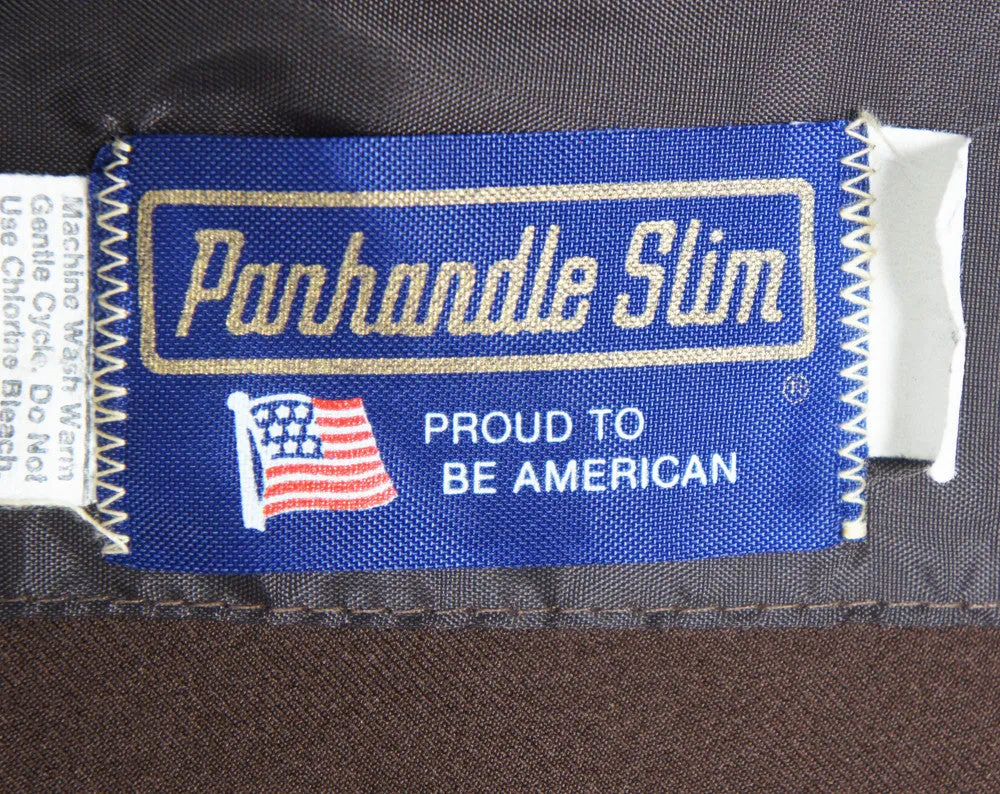 Panhandle Slim
®
PROUD TO
BE AMERICAN
Machine Wash Warm
Gentle Cycle, Do Not
Use Chlorine Bleach